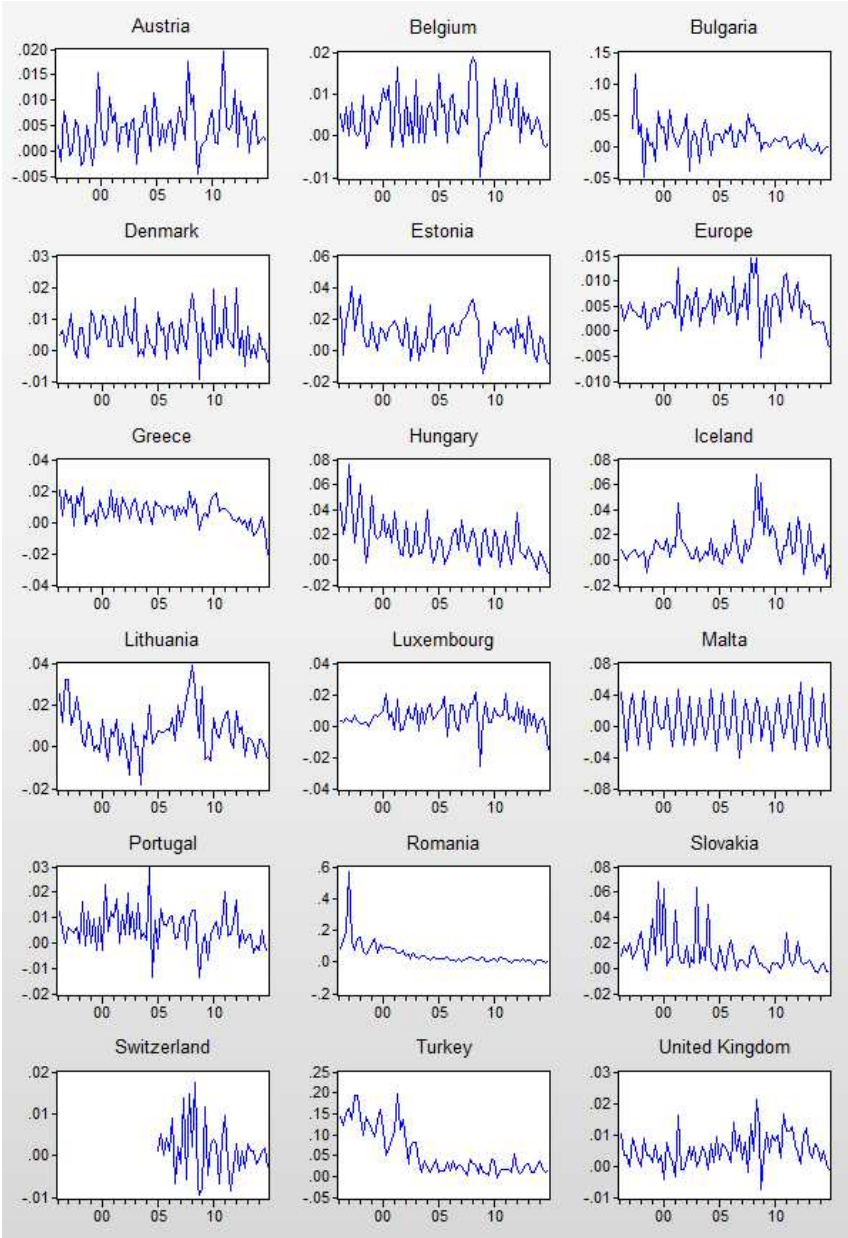 Austria Belgium Bulgaria
.020 .02 .15
.015 .10
.010 .01 .05
.005 .00 .00
.000
-.005 -.01 -.05
00 05 10 00 05 10 00 05 10
Denmark Estonia Europe
.03 .06 .015
.02 .04 .010
.01 .02 .005
.00 .00 .000
-.005
-.01 -.02 -.010
00 05 10 00 05 10 00 05 10
Greece Hungary Iceland
.04 .08 .08
.02 .06 .06
.00 .04 .04
.02 .02
-.02 .00 .00
-.04 -.02 -.02
00 05 10 00 05 10 00 05 10
Lithuania Luxembourg Malta
.04 .04 .08
.02 .02 .04
.00 .00 .00
-.02 -.04
-.02 -.04 -.08
00 05 10 00 05 10 00 05 10
Portugal Romania Slovakia
.03 .6 .08
.02 .4 .06
.01 .2 .04
.00 .0 .02
-.01 .00
-.02 -.2 -.02
00 05 10 00 05 10 00 05 10
Switzerland Turkey United Kingdom
.02 .25 .03
.01 .20 .02
.15
.00 .10 .01
.05 .00
.00
-.01 -.05 -.01
00 05 10 00 05 10 00 05 10